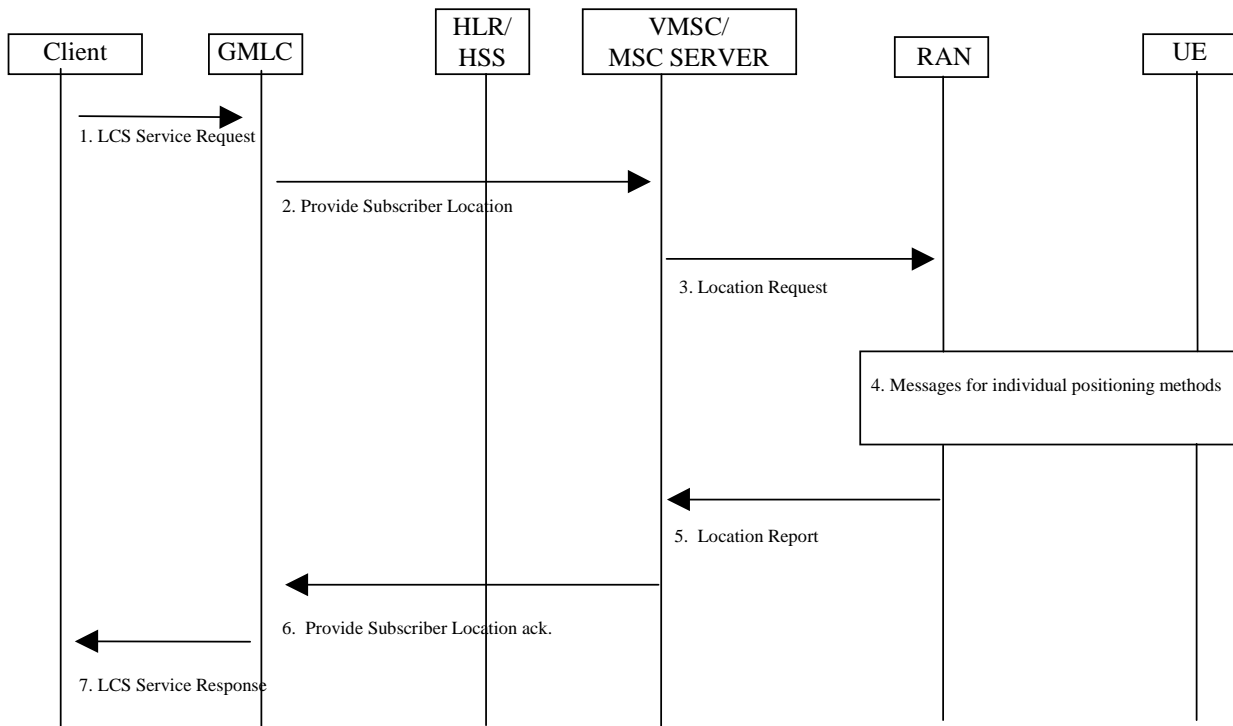 Client
GMLC
HLR/
HSS
VMSC/
MSC SERVER
RAN
UE
1. LCS Service Request
2. Provide Subscriber Location
3. Location Request
4. Messages for individual positioning methods
5. Location Report
6. Provide Subscriber Location ack.
7. LCS Service Response